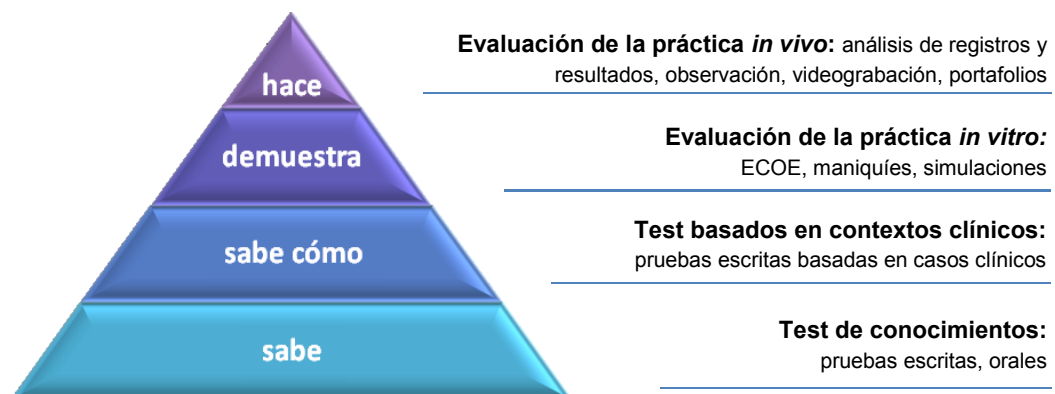 Evaluación de la práctica in vivo: análisis de registros y
resultados, observación, videograbación, portafolios
hace
Evaluación de la práctica in vitro:
ECOE, maniquíes, simulaciones
demuestra
Test basados en contextos clínicos:
pruebas escritas basadas en casos clínicos
sabe cómo
Test de conocimientos:
pruebas escritas, orales
sabe